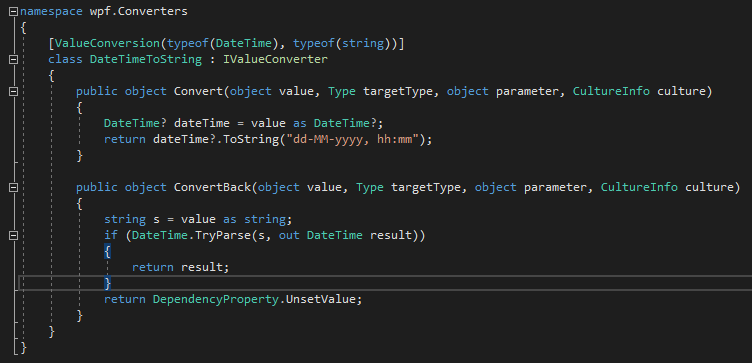 namespace wpf.Converters
{
    [ValueConversion(typeof(DateTime), typeof(string))]
    class DateTimeToString : IValueConverter
    {
        public object Convert(object value, Type targetType, object parameter, CultureInfo culture)
        {
            DateTime? dateTime = value as DateTime?;
            return dateTime?.ToString("dd-MM-yyyy, hh:mm");
        }

        public object ConvertBack(object value, Type targetType, object parameter, CultureInfo culture)
        {
            string s = value as string;
            if (DateTime.TryParse(s, out DateTime result))
            {
                return result;
            }
            return DependencyProperty.UnsetValue;
        }
    }
}